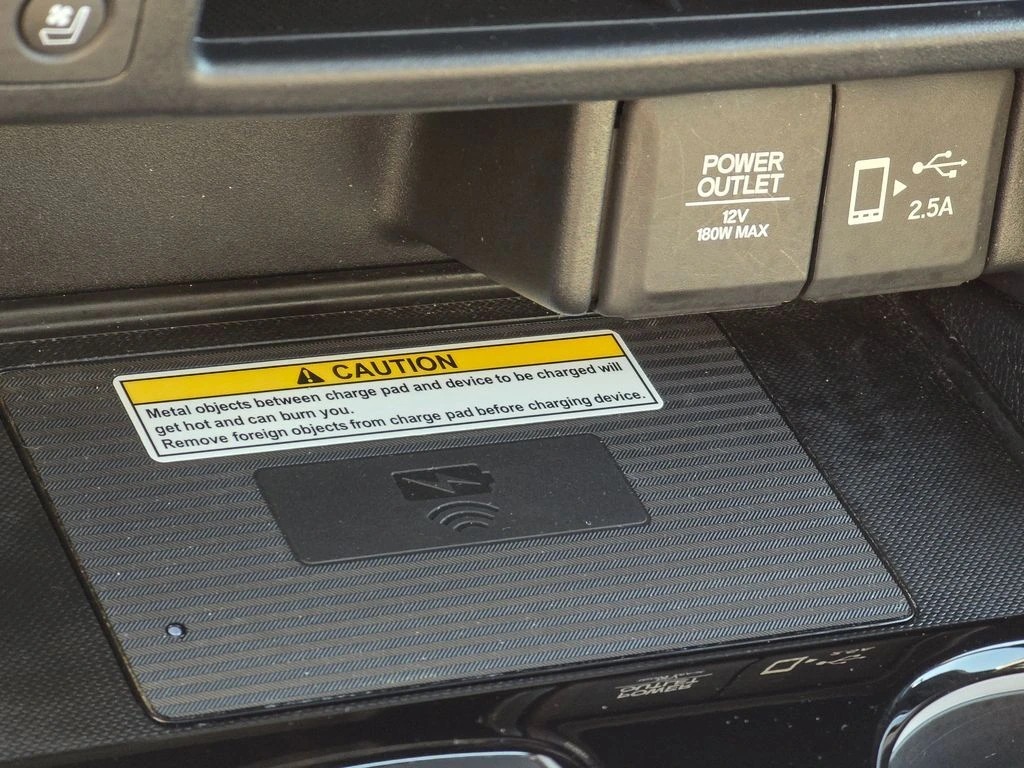 POWER
OUTLET
12V
180W MAX
2.5A
CAUTION
Metal objects between charge pad and device to be charged will
get hot and can burn you.
Remove foreign objects from charge pad before charging device.